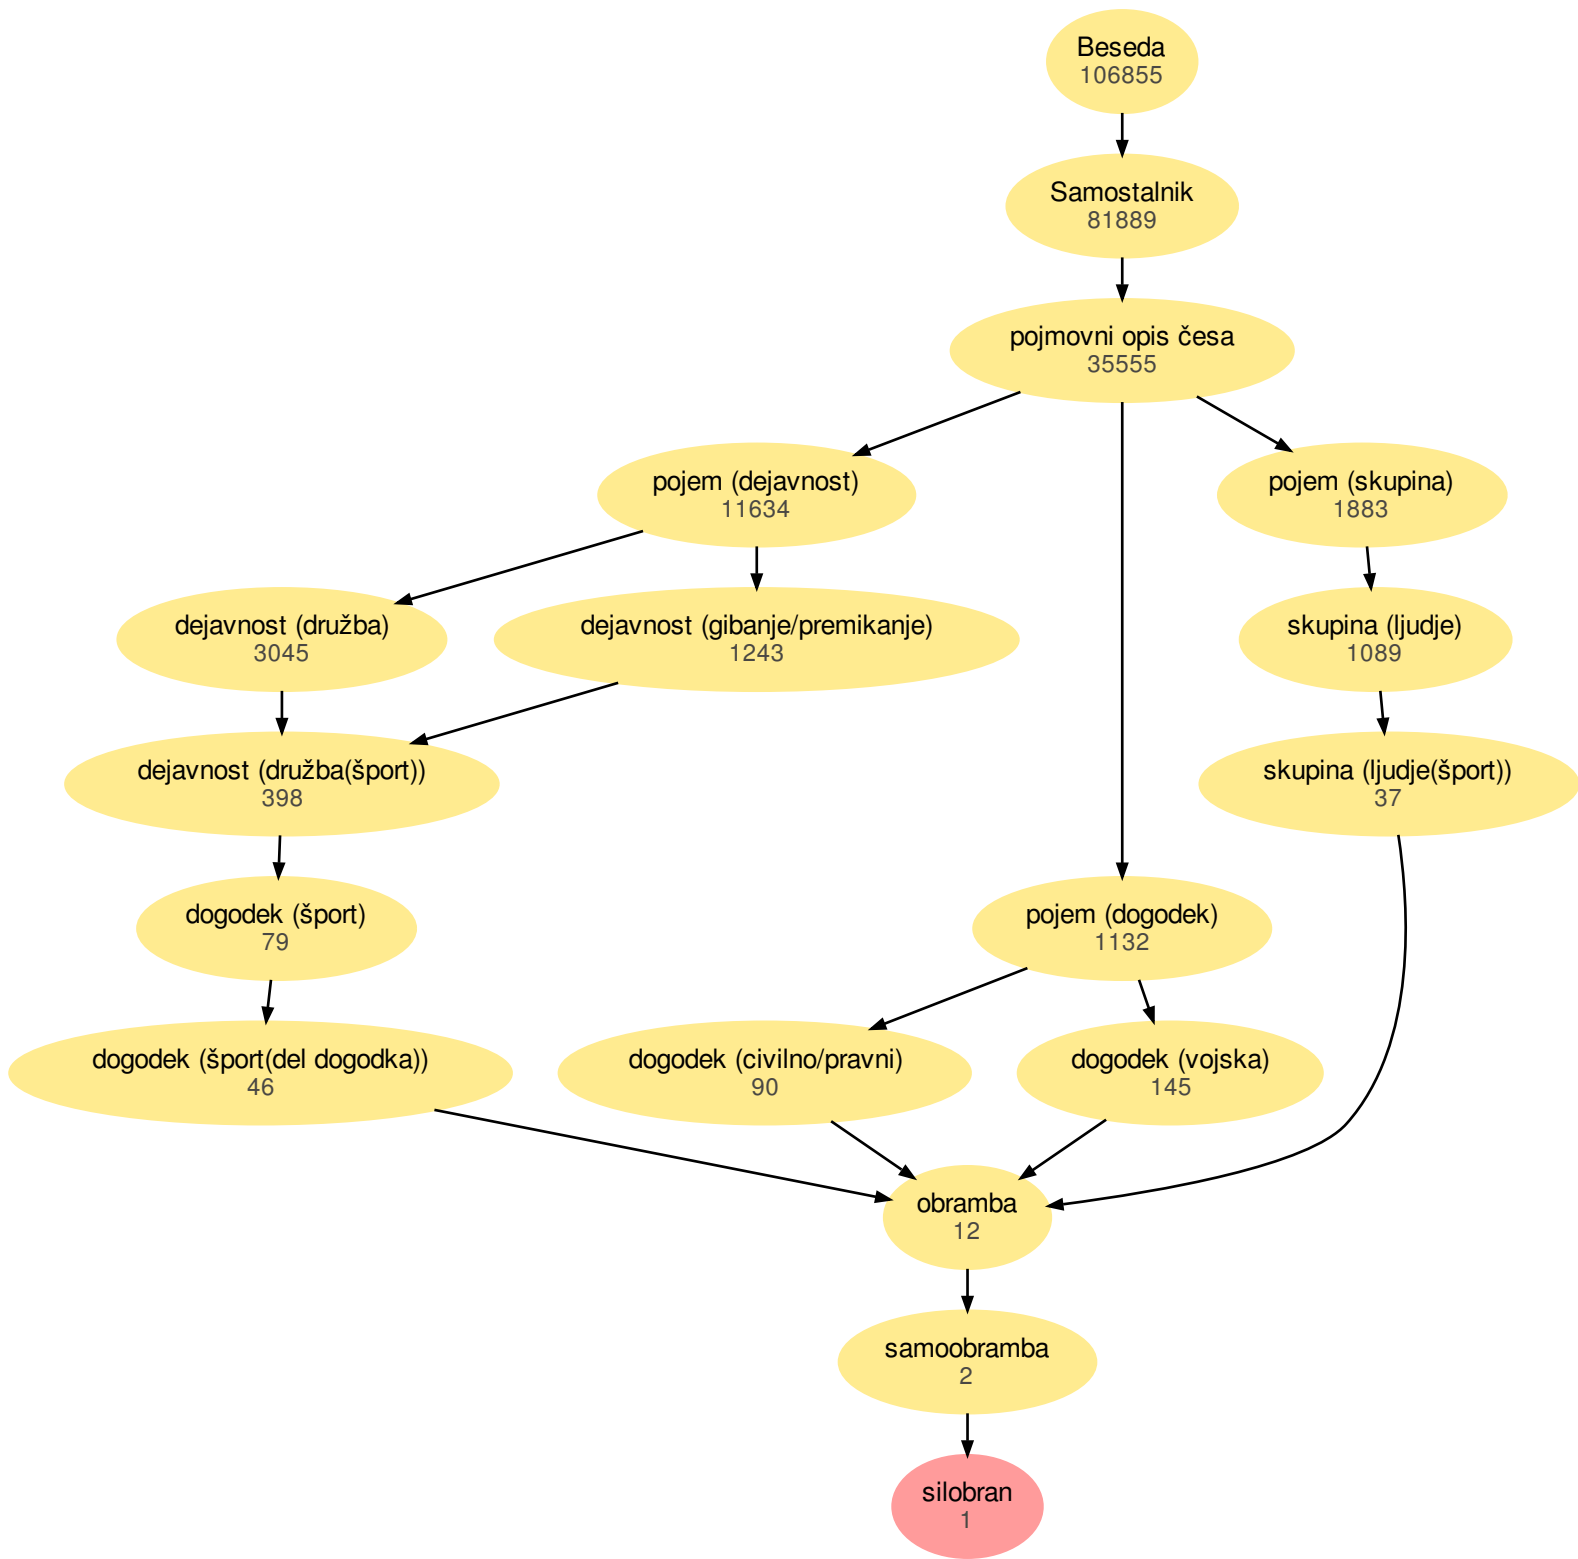 Beseda
106855
Samostalnik
81889
pojmovni opis česa
35555
pojem (dejavnost)
11634
pojem (skupina)
1883
dejavnost (družba)
3045
dejavnost (gibanje/premikanje)
1243
skupina (ljudje)
1089
dejavnost (družba(šport))
398
skupina (ljudje(šport))
37
dogodek (šport)
79
pojem (dogodek)
1132
dogodek (šport(del dogodka))
46
dogodek (civilno/pravni)
90
dogodek (vojska)
145
obramba
12
samoobramba
2
silobran
1